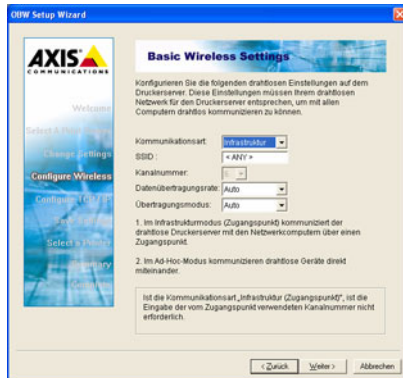 OBW Setup Wizard
AXIS
COMMUNICATIONS
Welcome
Change Settings
Configure Wireless
Select a Printer
Basic Wireless Settings
Konfigurieren Sie die folgenden drahtlosen Einstellungen auf dem
Druckerserver. Diese Einstellungen müssen Ihrem drahtlosen
Netzwerk für den Druckerserver entsprechen, um mit allen
Computern drahtlos kommunizieren zu können.
Kommunikationsart: Infrastruktur
SSID : < ANY >
Kanalnummer: 6
Datenübertragungsrate: Auto
Übertragungsmodus: Auto
1. Im Infrastrukturmodus (Zugangspunkt) kommuniziert der
drahtlose Druckerserver mit den Netzwerkcomputern über einen
Zugangspunkt.
2. Im Ad-Hoc-Modus kommunizieren drahtlose Geräte direkt
miteinander.
Ist die Kommunikationsart „Infrastruktur (Zugangspunkt)“, ist die
Eingabe der vom Zugangspunkt verwendeten Kanalnummer nicht
erforderlich.
< Zurück
Weiter >
Abbrechen